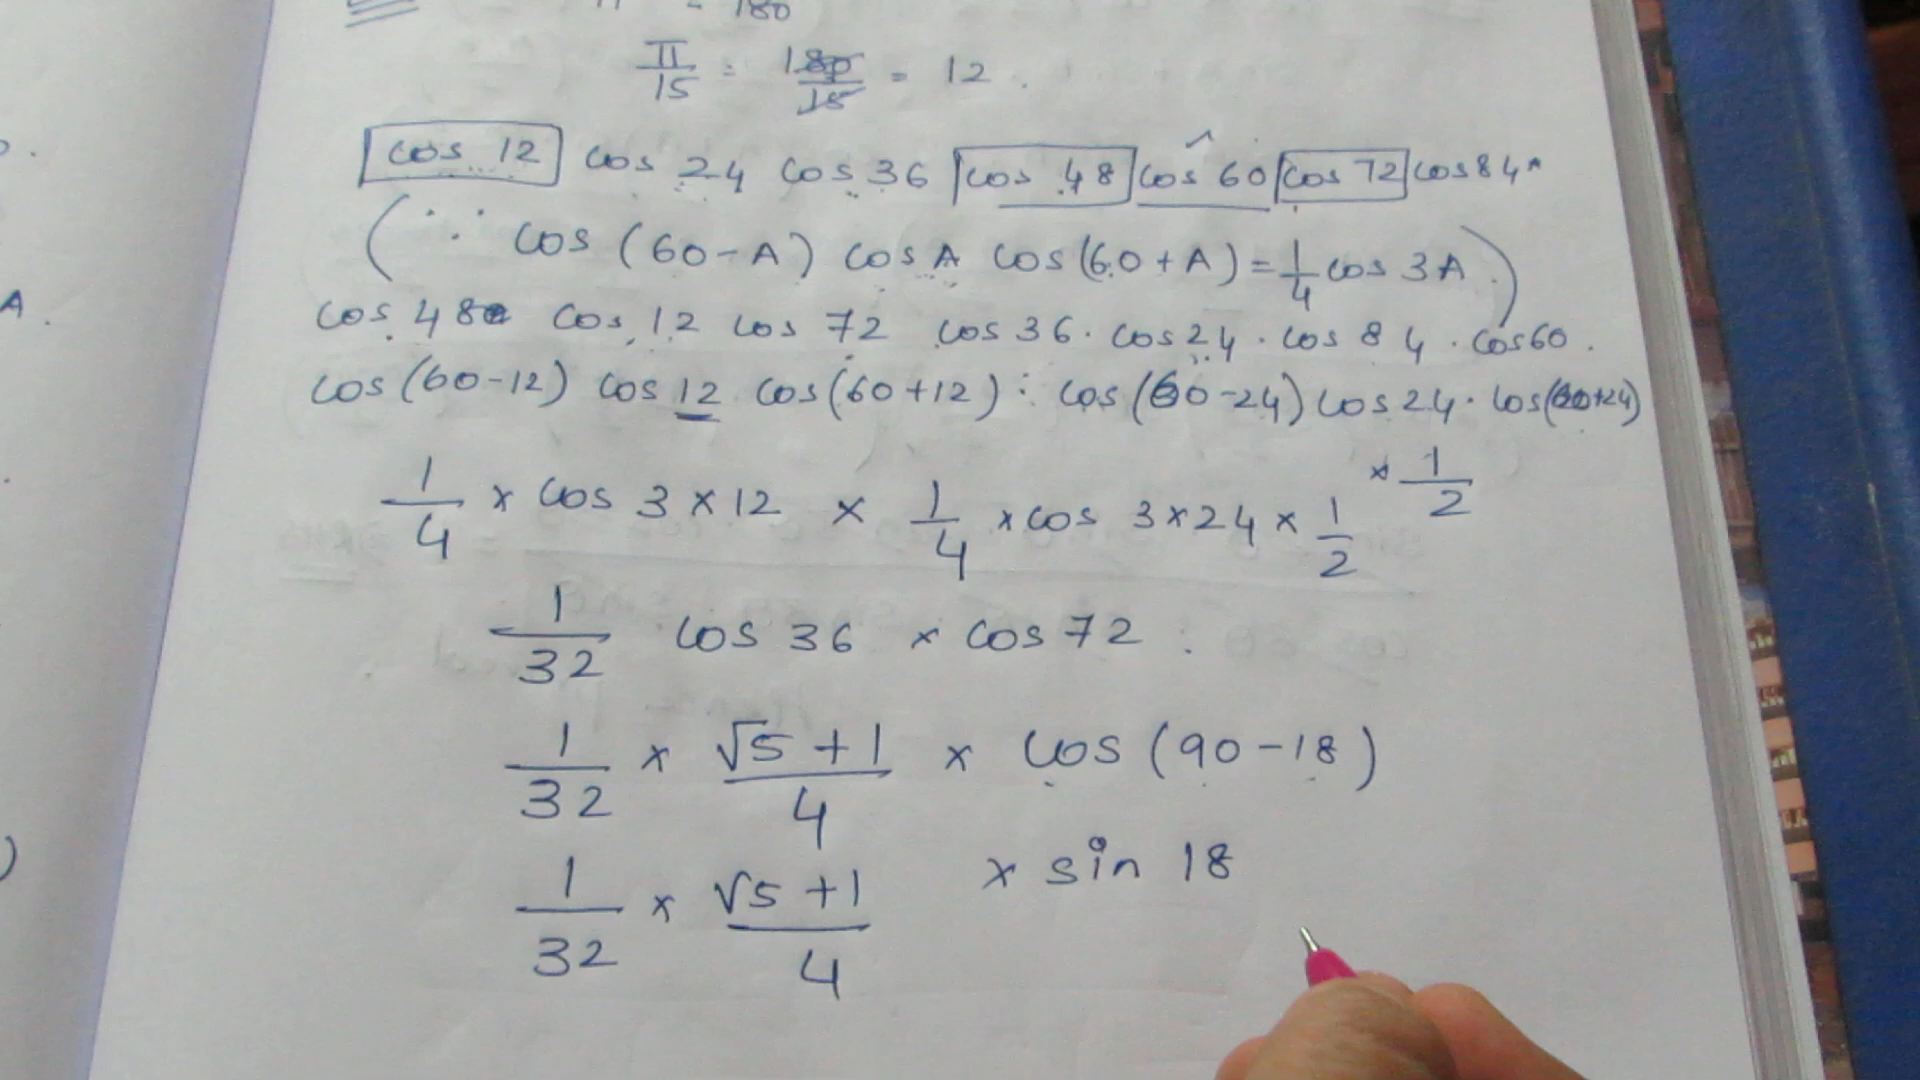 = 180
π/15 = 180/15 = 12 .
cos 12 cos 24 cos 36 cos 48 cos 60 cos 72 cos 84
(∵ cos (60 - A) cos A cos (60 + A) = 1/4 cos 3A.)
cos 48 cos 12 cos 72 cos 36 . cos 24 . cos 84 . cos 60 .
cos (60 - 12) cos 12 cos (60 + 12) : cos (60 - 24) cos 24 . cos (60 + 24)
× 1/2
1/4 × cos 3 × 12 × 1/4 × cos 3 × 24 × 1/2
1/32 cos 36 × cos 72 :
1/32 × √5 + 1/4 × cos (90 - 18)
1/32 × √5 + 1/4 × sin 18
A .
)